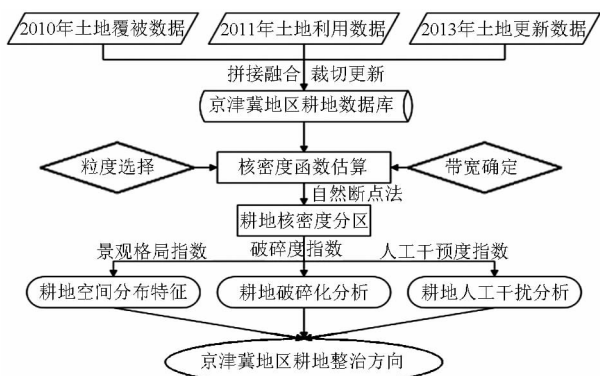 2010年土地覆被数据 2011年土地利用数据 2013年土地更新数据
拼接融合 裁切更新
京津冀地区耕地数据库
粒度选择 核密度函数估算 带宽确定
自然断点法
耕地核密度分区
景观格局指数 破碎度指数 人工干预度指数
耕地空间分布特征 耕地破碎化分析 耕地人工干扰分析
京津冀地区耕地整治方向